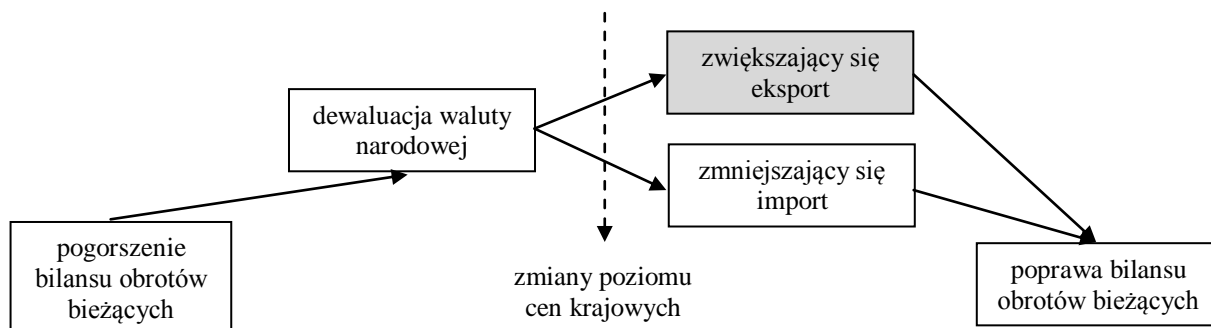 zwiększający się
eksport
dewaluacja waluty
narodowej
zmniejszający się
import
pogorszenie
bilansu obrotów
bieżących
zmiany poziomu
cen krajowych
poprawa bilansu
obrotów bieżących